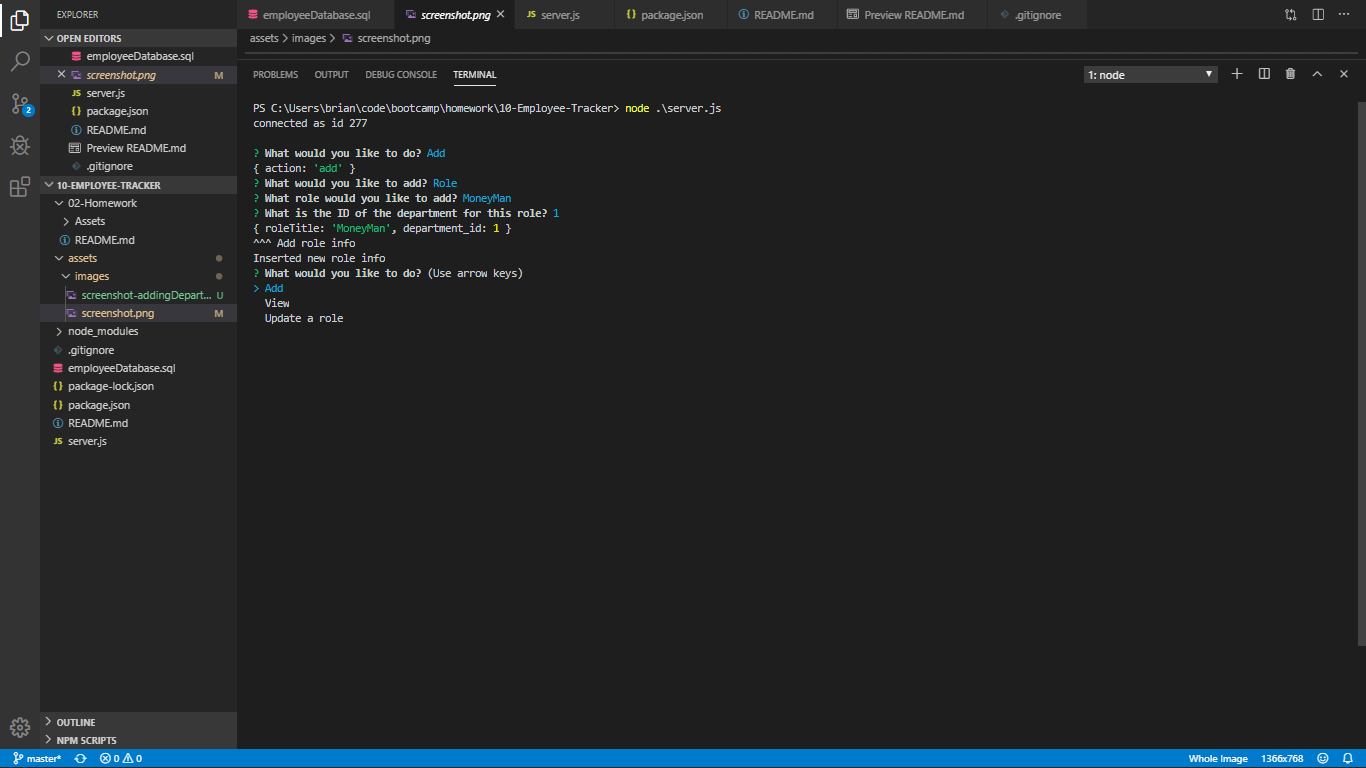 EXPLORER
OPEN EDITORS
employeeDatabase.sql
screenshot.png M
JS server.js
{} package.json
README.md
Preview README.md
.gitignore
10-EMPLOYEE-TRACKER
02-Homework
Assets
README.md
assets
images
screenshot-addingDepart... U
screenshot.png M
node_modules
.gitignore
employeeDatabase.sql
{} package-lock.json
{} package.json
README.md
JS server.js
OUTLINE
NPM SCRIPTS
2
employeeDatabase.sql screenshot.png JS server.js {} package.json README.md Preview README.md .gitignore
assets > images > screenshot.png
PROBLEMS OUTPUT DEBUG CONSOLE TERMINAL 1: node
PS C:\Users\brian\code\bootcamp\homework\10-Employee-Tracker> node .\server.js
connected as id 277
? What would you like to do? Add
{ action: 'add' }
? What would you like to add? Role
? What role would you like to add? MoneyMan
? What is the ID of the department for this role? 1
{ roleTitle: 'MoneyMan', department_id: 1 }
^^^ Add role info
Inserted new role info
? What would you like to do? (Use arrow keys)
> Add
View
Update a role
master* 0 0 Whole Image 1366x768